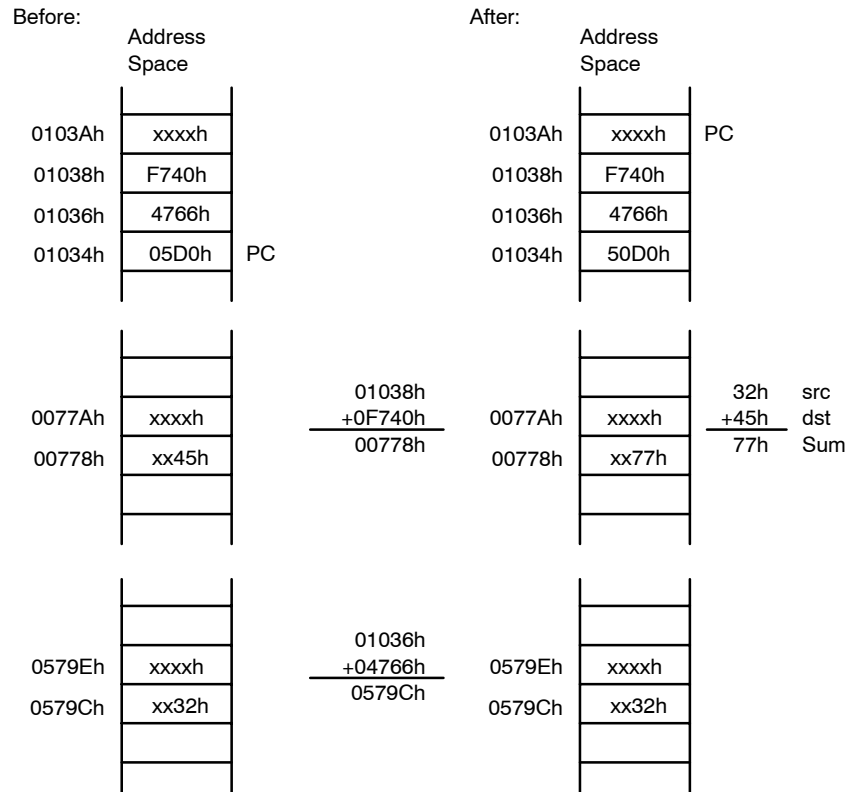 Before:
After:
Address
Space
Address
Space
0103Ah xxxxh
0103Ah xxxxh PC
01038h F740h
01038h F740h
01036h 4766h
01036h 4766h
01034h 05D0h PC
01034h 50D0h
01038h
32h src
0077Ah xxxxh
+0F740h
0077Ah xxxxh
+45h dst
00778h xx45h
00778h
00778h xx77h
77h Sum
01036h
0579Eh xxxxh
+04766h
0579Eh xxxxh
0579Ch xx32h
0579Ch
0579Ch xx32h